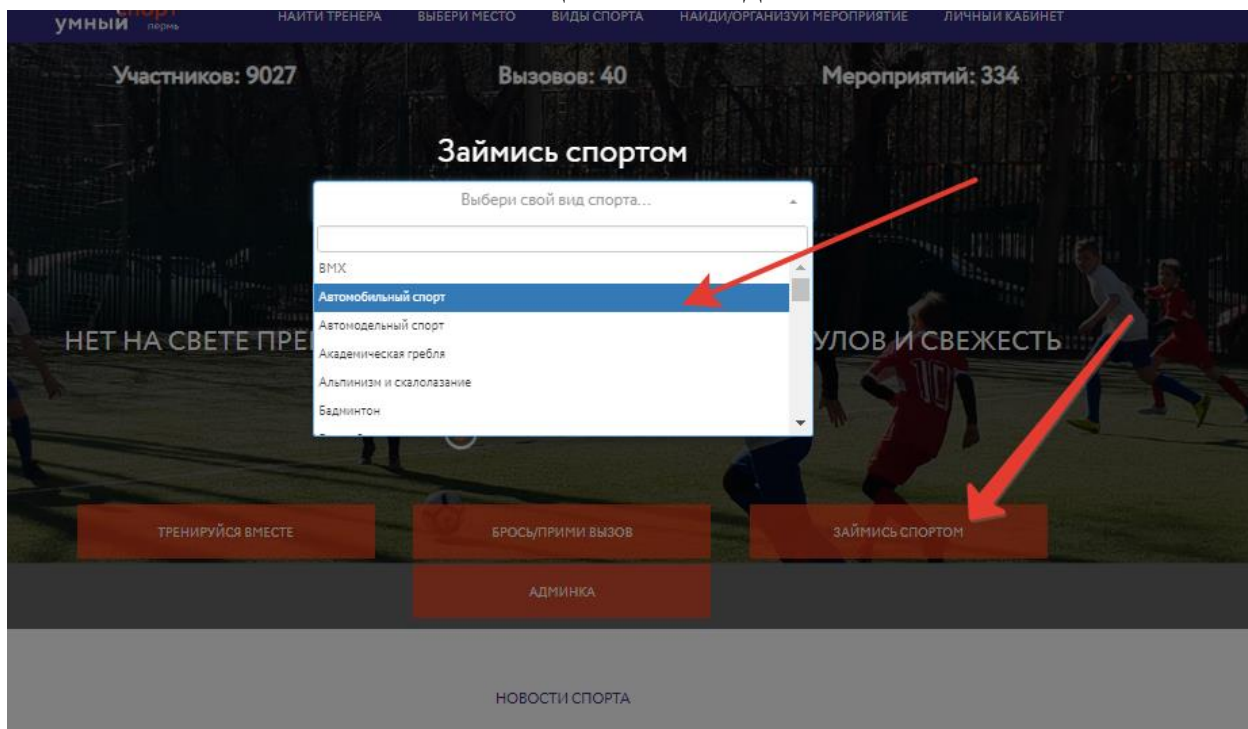 спорт
умный пермь
НАЙТИ ТРЕНЕРА ВЫБЕРИ МЕСТО ВИДЫ СПОРТА НАЙДИ/ОРГАНИЗУЙ МЕРОПРИЯТИЕ ЛИЧНЫЙ КАБИНЕТ
Участников: 9027 Вызовов: 40 Мероприятий: 334
Займись спортом
Выбери свой вид спорта...
BMX
Автомобильный спорт
Автомодельный спорт
Академическая гребля
Альпинизм и скалолазание
Бадминтон
НЕТ НА СВЕТЕ УЛОВ И СВЕЖЕСТЬ
ТРЕНИРУЙСЯ ВМЕСТЕ БРОСЬ/ПРИМИ ВЫЗОВ ЗАЙМИСЬ СПОРТОМ
АДМИНКА
НОВОСТИ СПОРТА